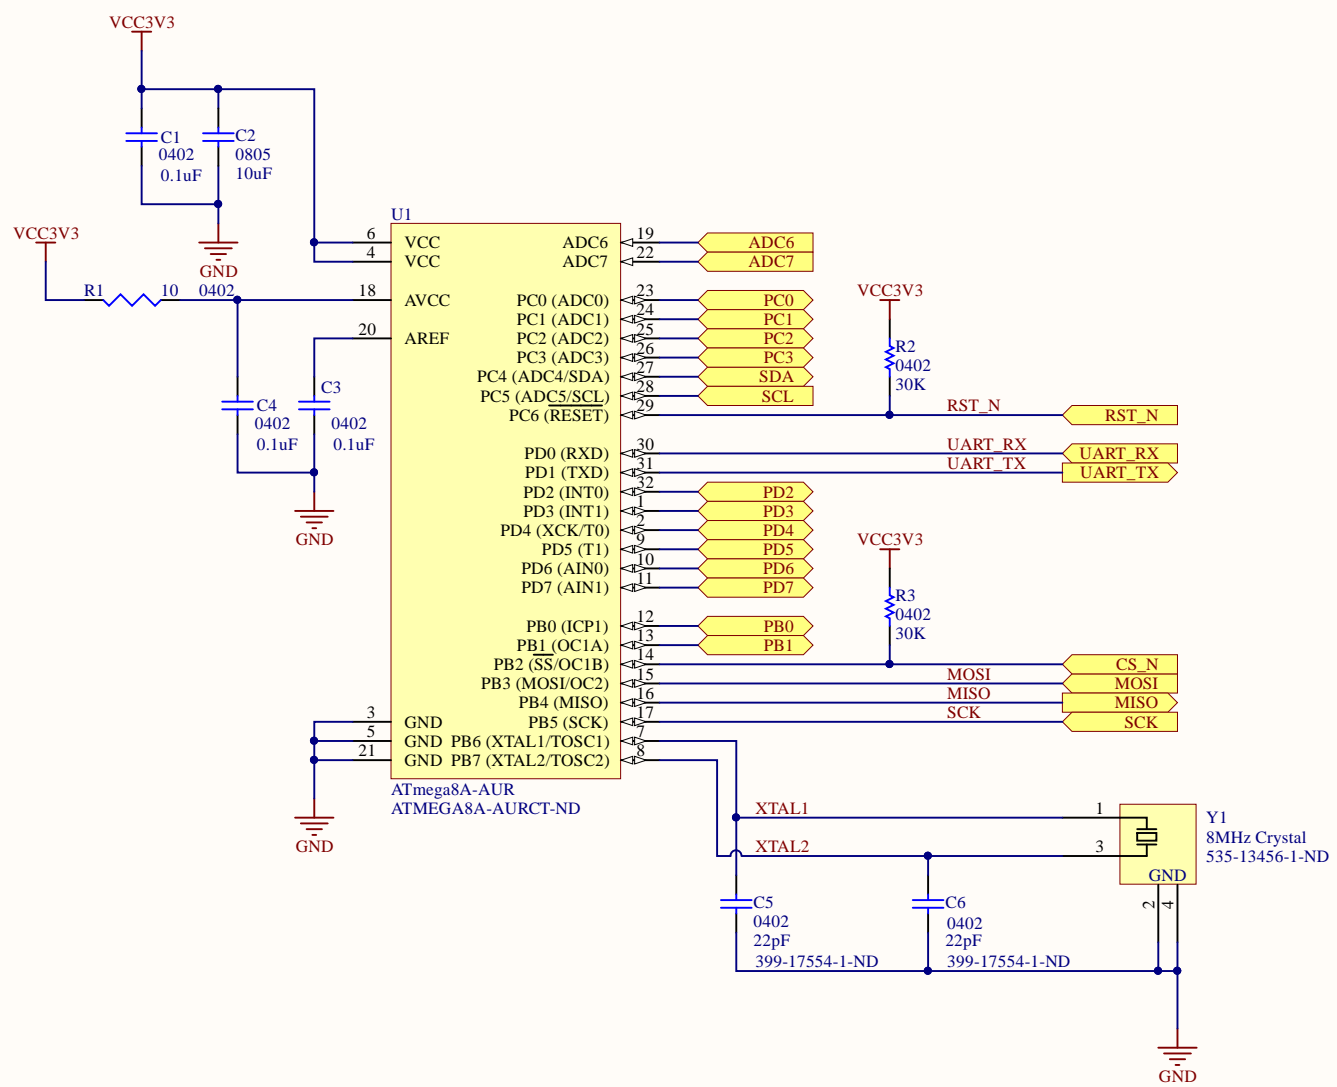 VCC3V3
C1
0402
0.1uF
C2
0805
10uF
GND
VCC3V3
R1
10
0402
C4
0402
0.1uF
C3
0402
0.1uF
GND
U1
6 VCC
4 VCC
18 AVCC
20 AREF
3 GND
5 GND
21 GND
GND
ADC6 19 ADC6
ADC7 22 ADC7
PC0 (ADC0) 23 PC0
PC1 (ADC1) 24 PC1
PC2 (ADC2) 25 PC2
PC3 (ADC3) 26 PC3
PC4 (ADC4/SDA) 27 SDA
PC5 (ADC5/SCL) 28 SCL
PC6 (RESET) 29 RST_N RST_N
PD0 (RXD) 30 UART_RX UART_RX
PD1 (TXD) 31 UART_TX UART_TX
PD2 (INT0) 32 PD2
PD3 (INT1) 1 PD3
PD4 (XCK/T0) 2 PD4
PD5 (T1) 9 PD5
PD6 (AIN0) 10 PD6
PD7 (AIN1) 11 PD7
PB0 (ICP1) 12 PB0
PB1 (OC1A) 13 PB1
PB2 (SS/OC1B) 14 CS_N
PB3 (MOSI/OC2) 15 MOSI MOSI
PB4 (MISO) 16 MISO MISO
PB5 (SCK) 17 SCK SCK
PB6 (XTAL1/TOSC1) 7
PB7 (XTAL2/TOSC2) 8
ATmega8A-AUR
ATMEGA8A-AURCT-ND
VCC3V3
R2
0402
30K
VCC3V3
R3
0402
30K
XTAL1 1
XTAL2 3
Y1
8MHz Crystal
535-13456-1-ND
GND
2
4
C5
0402
22pF
399-17554-1-ND
C6
0402
22pF
399-17554-1-ND
GND